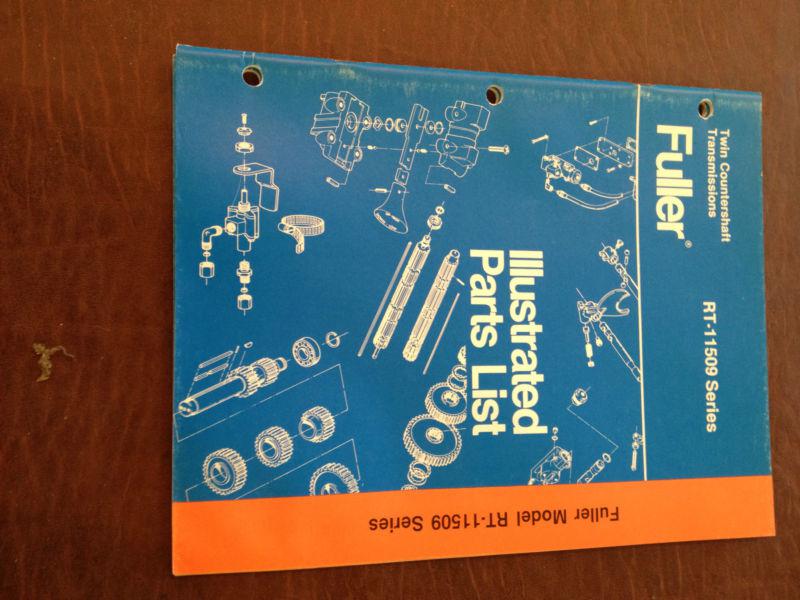 Twin Countershaft
Transmissions
Fuller®
RT-11509 Series
Illustrated
Parts List
Fuller Model RT-11509 Series